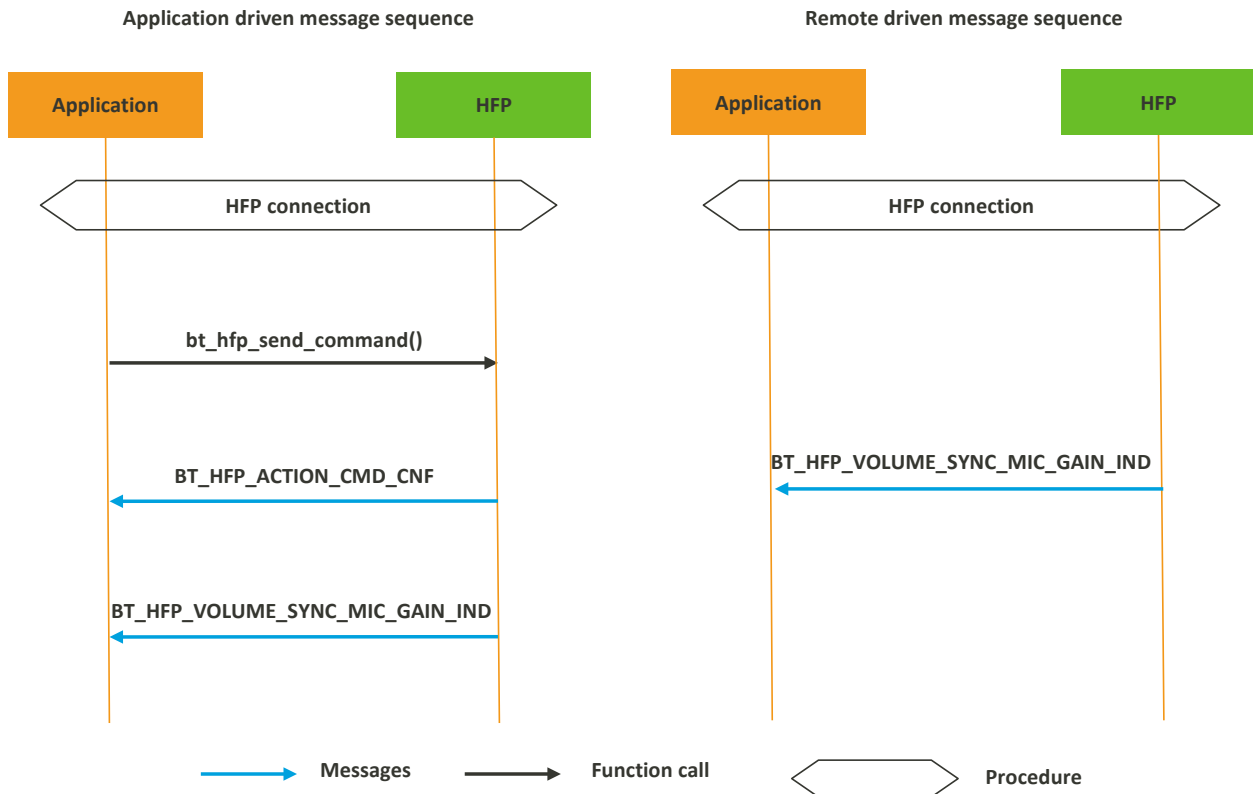 Application driven message sequence
Remote driven message sequence
Application
HFP
Application
HFP
HFP connection
HFP connection
bt_hfp_send_command()
BT_HFP_ACTION_CMD_CNF
BT_HFP_VOLUME_SYNC_MIC_GAIN_IND
BT_HFP_VOLUME_SYNC_MIC_GAIN_IND
Messages
Function call
Procedure